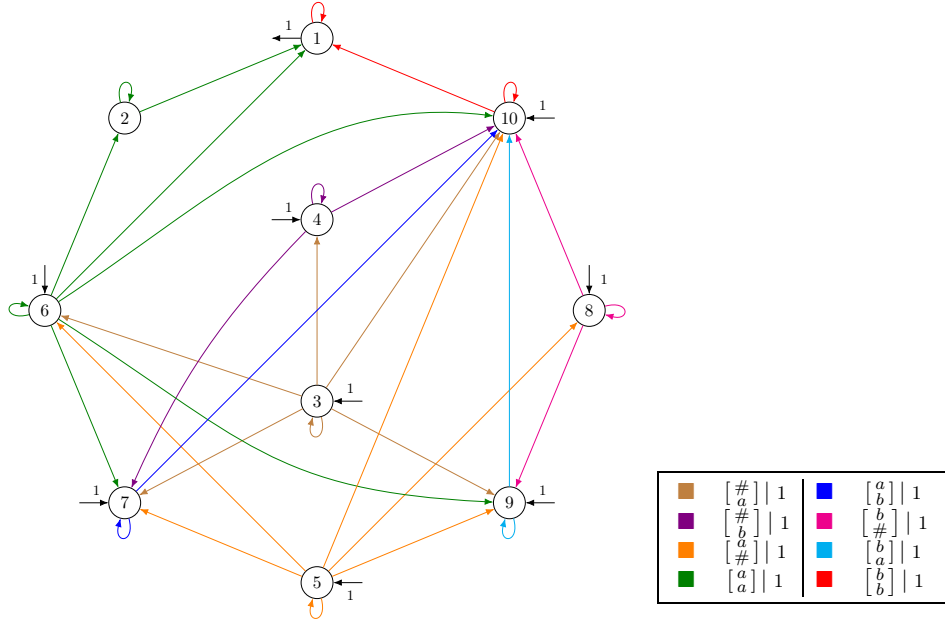 1
1
2
10
1
4
1
1
1
6
8
3
1
1
7
9
1
5
1
[# a] | 1
[a b] | 1
[# b] | 1
[b #] | 1
[a #] | 1
[b a] | 1
[a a] | 1
[b b] | 1